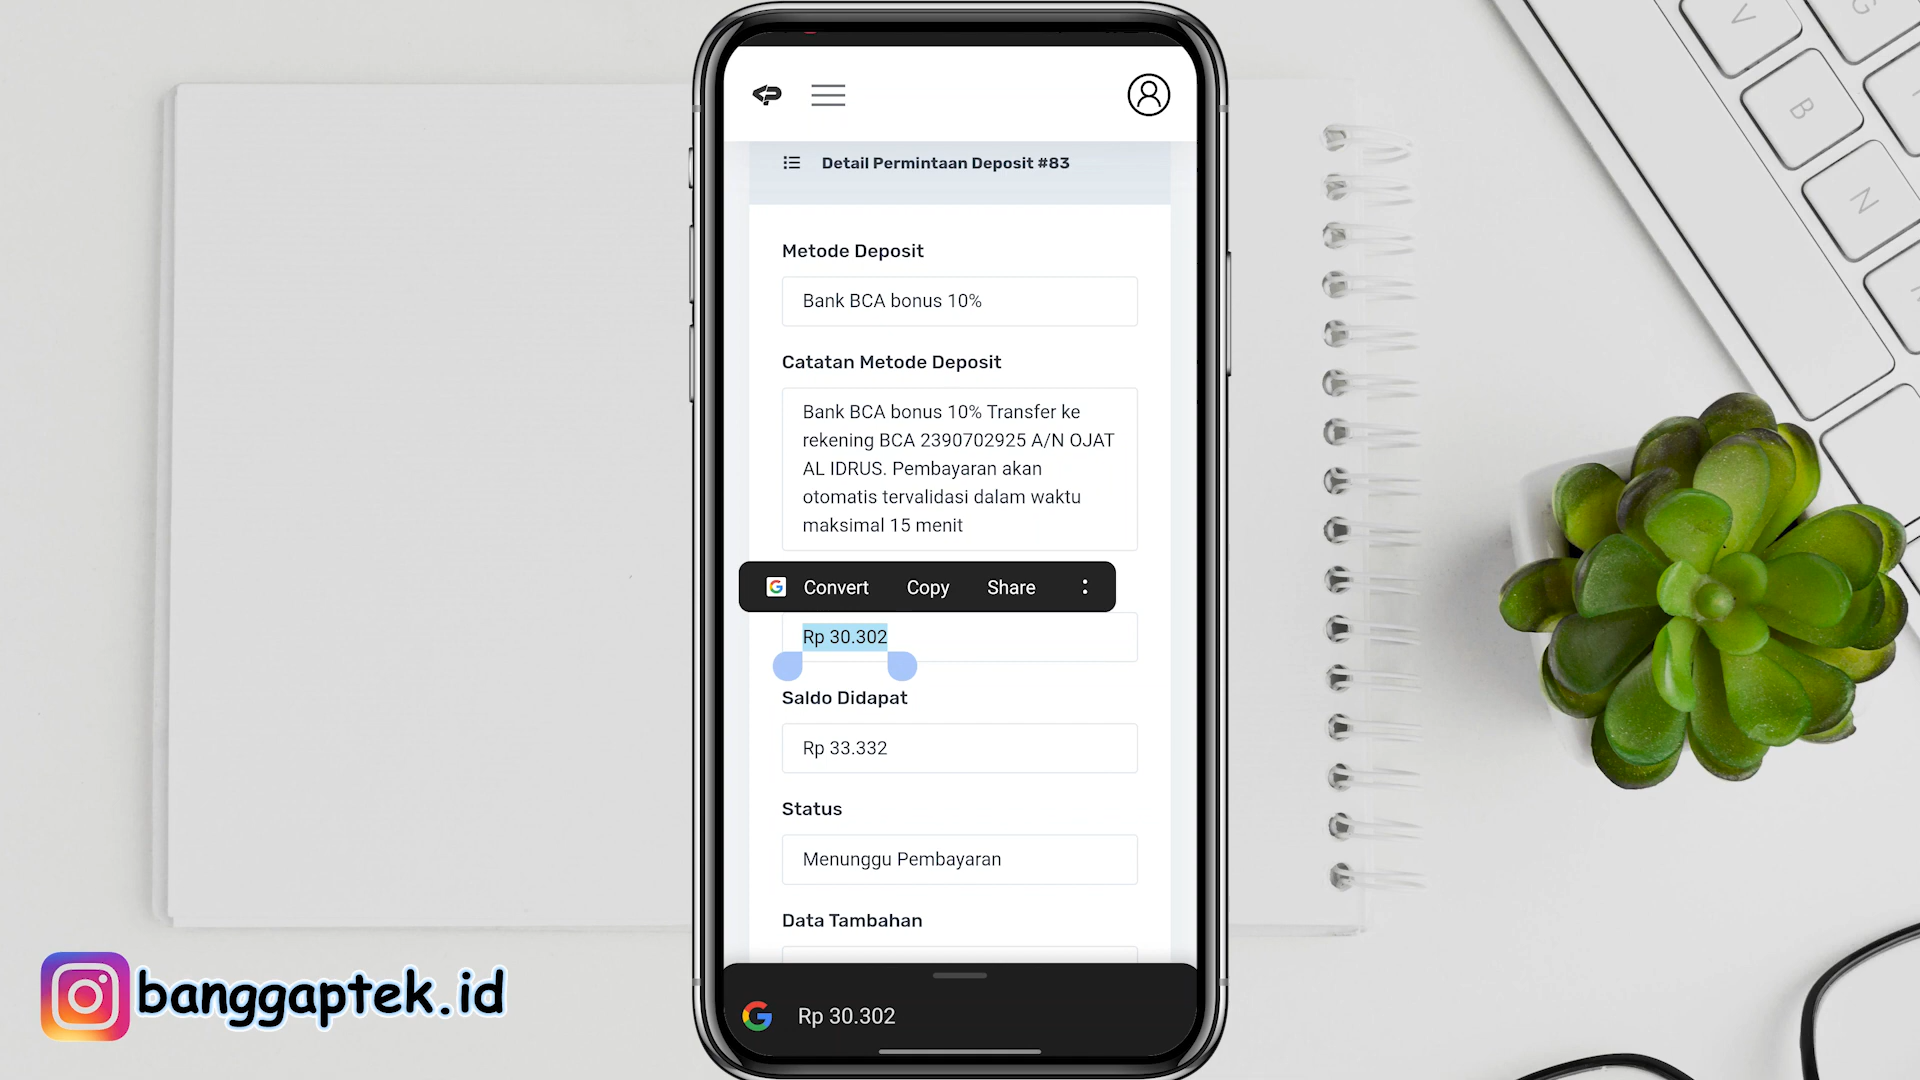 Detail Permintaan Deposit #83
Metode Deposit
Bank BCA bonus 10%
Catatan Metode Deposit
Bank BCA bonus 10% Transfer ke
rekening BCA 2390702925 A/N OJAT
AL IDRUS. Pembayaran akan
otomatis tervalidasi dalam waktu
maksimal 15 menit
Convert Copy Share
Rp 30.302
Saldo Didapat
Rp 33.332
Status
Menunggu Pembayaran
Data Tambahan
Rp 30.302
banggaptek.id
V
B
N
G